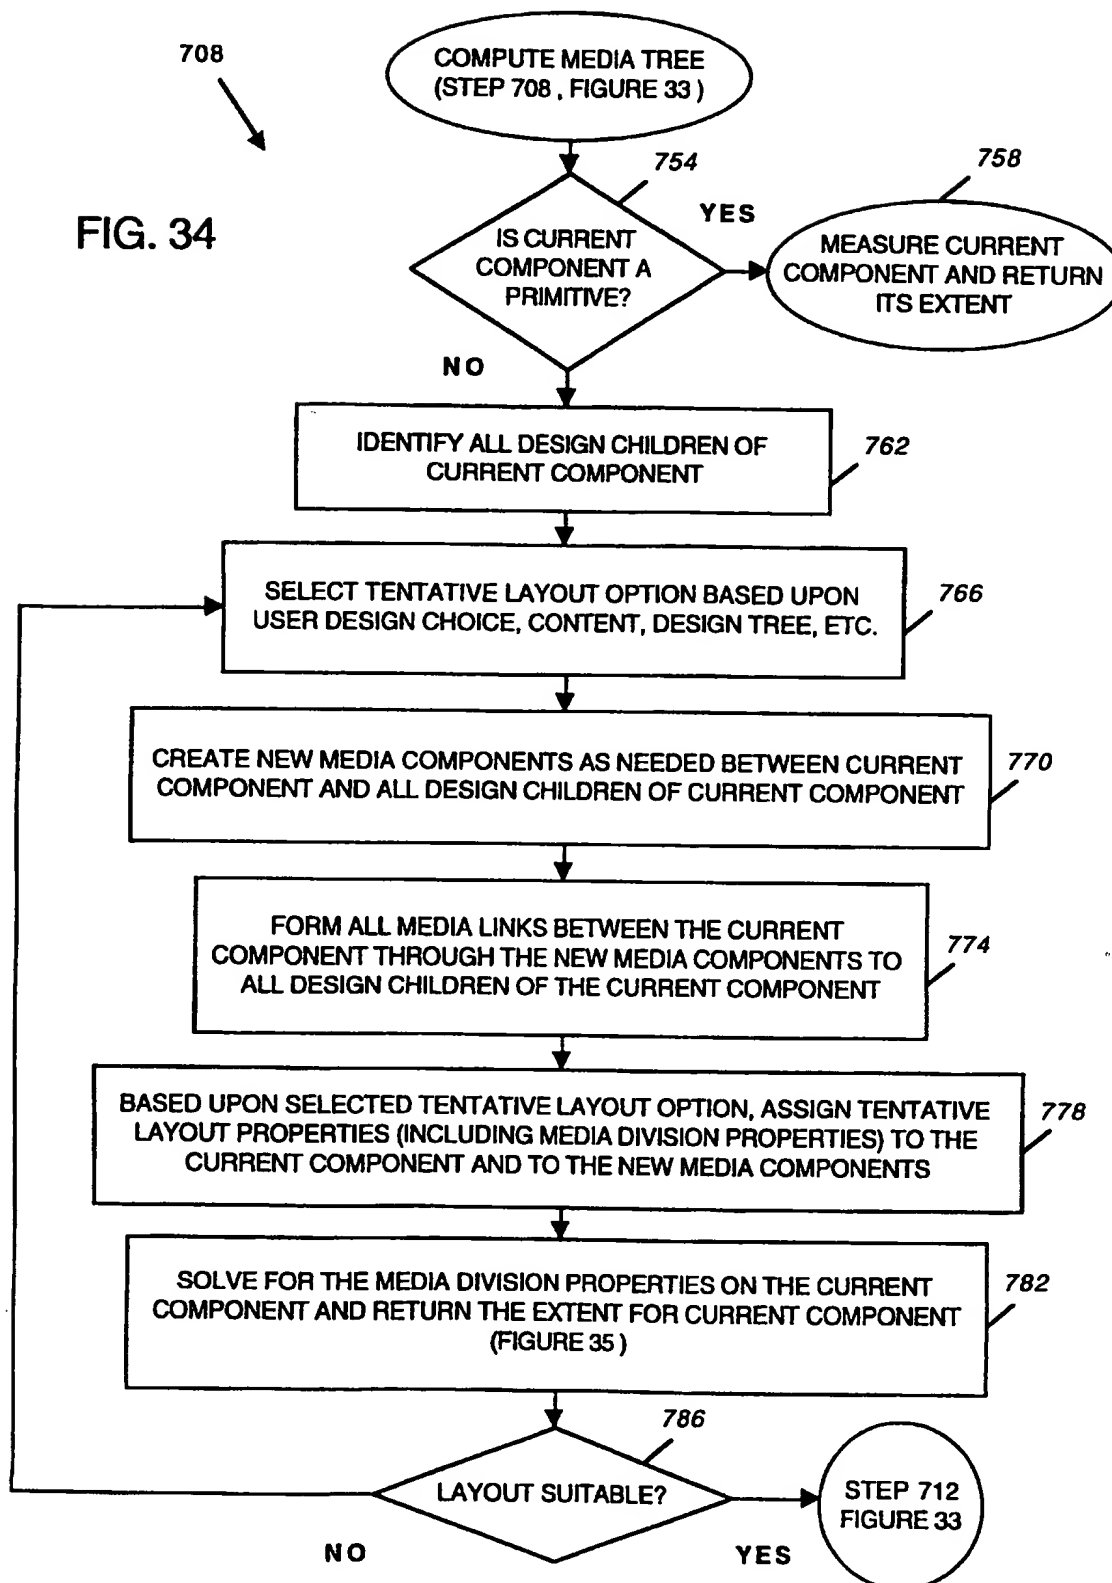 708
COMPUTE MEDIA TREE
(STEP 708, FIGURE 33)
FIG. 34
754
IS CURRENT
COMPONENT A
PRIMITIVE?
YES
NO
758
MEASURE CURRENT
COMPONENT AND RETURN
ITS EXTENT
IDENTIFY ALL DESIGN CHILDREN OF
CURRENT COMPONENT
762
SELECT TENTATIVE LAYOUT OPTION BASED UPON
USER DESIGN CHOICE, CONTENT, DESIGN TREE, ETC.
766
CREATE NEW MEDIA COMPONENTS AS NEEDED BETWEEN CURRENT
COMPONENT AND ALL DESIGN CHILDREN OF CURRENT COMPONENT
770
FORM ALL MEDIA LINKS BETWEEN THE CURRENT
COMPONENT THROUGH THE NEW MEDIA COMPONENTS TO
ALL DESIGN CHILDREN OF THE CURRENT COMPONENT
774
BASED UPON SELECTED TENTATIVE LAYOUT OPTION, ASSIGN TENTATIVE
LAYOUT PROPERTIES (INCLUDING MEDIA DIVISION PROPERTIES) TO THE
CURRENT COMPONENT AND TO THE NEW MEDIA COMPONENTS
778
SOLVE FOR THE MEDIA DIVISION PROPERTIES ON THE CURRENT
COMPONENT AND RETURN THE EXTENT FOR CURRENT COMPONENT
(FIGURE 35)
782
786
LAYOUT SUITABLE?
NO
YES
STEP 712
FIGURE 33